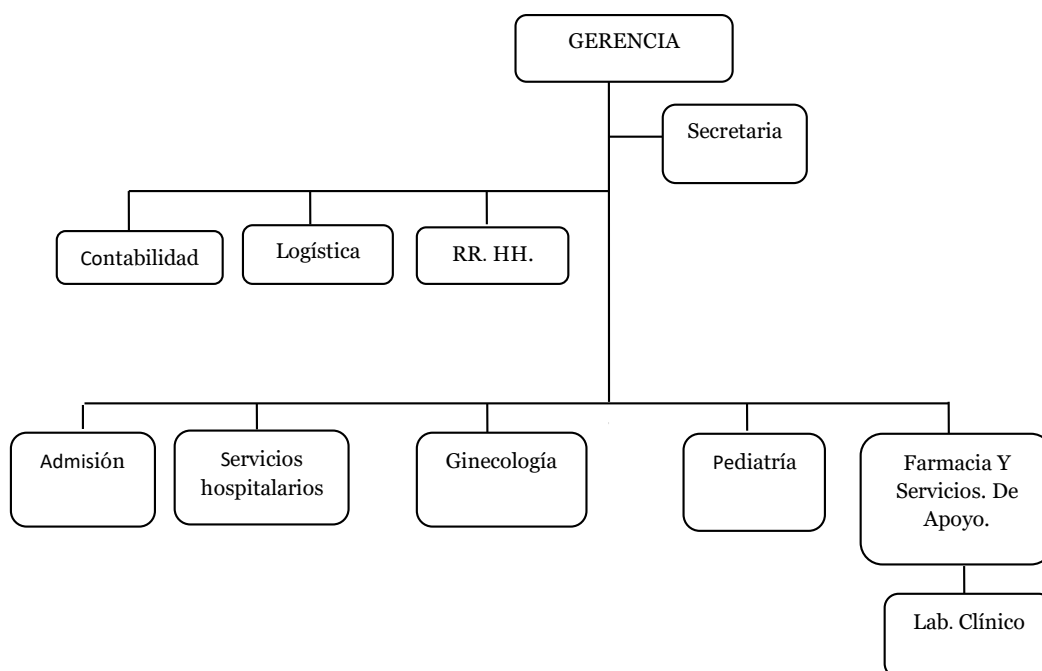 GERENCIA
Secretaria
Contabilidad
Logística
RR. HH.
Admisión
Servicios
hospitalarios
Ginecología
Pediatría
Farmacia Y
Servicios. De
Apoyo.
Lab. Clínico